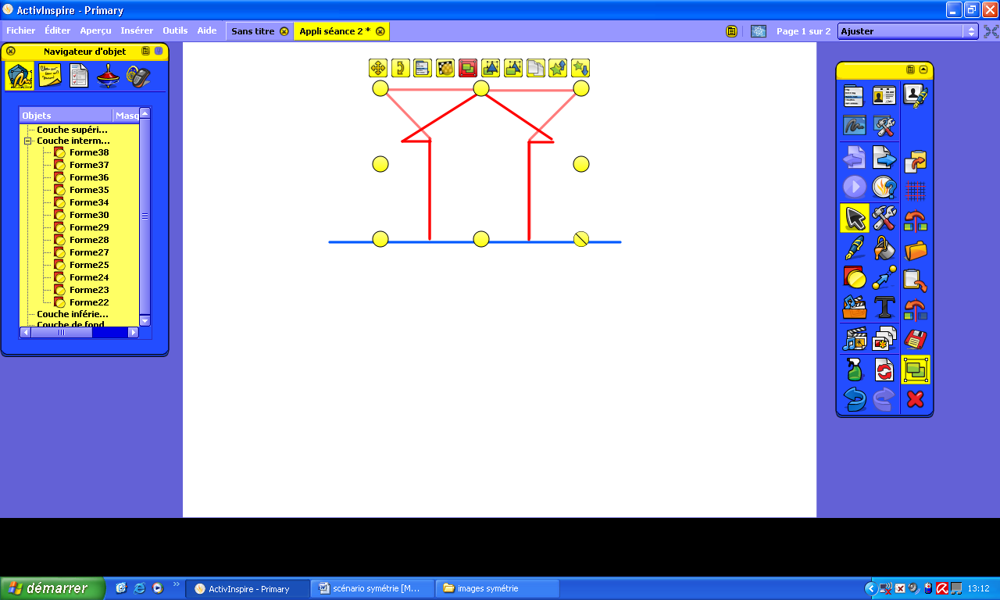 ActivInspire - Primary
Fichier Éditer Aperçu Insérer Outils Aide
Sans titre
Appli séance 2 *
Page 1 sur 2
Ajuster
Navigateur d'objet
Objets
Masq
Couche supéri...
Couche interm...
Forme38
Forme37
Forme36
Forme35
Forme34
Forme30
Forme29
Forme28
Forme27
Forme25
Forme24
Forme23
Forme22
Couche inférie...
Couche de fond
démarrer
ActivInspire - Primary
scénario symétrie [M...
images symétrie
13:12